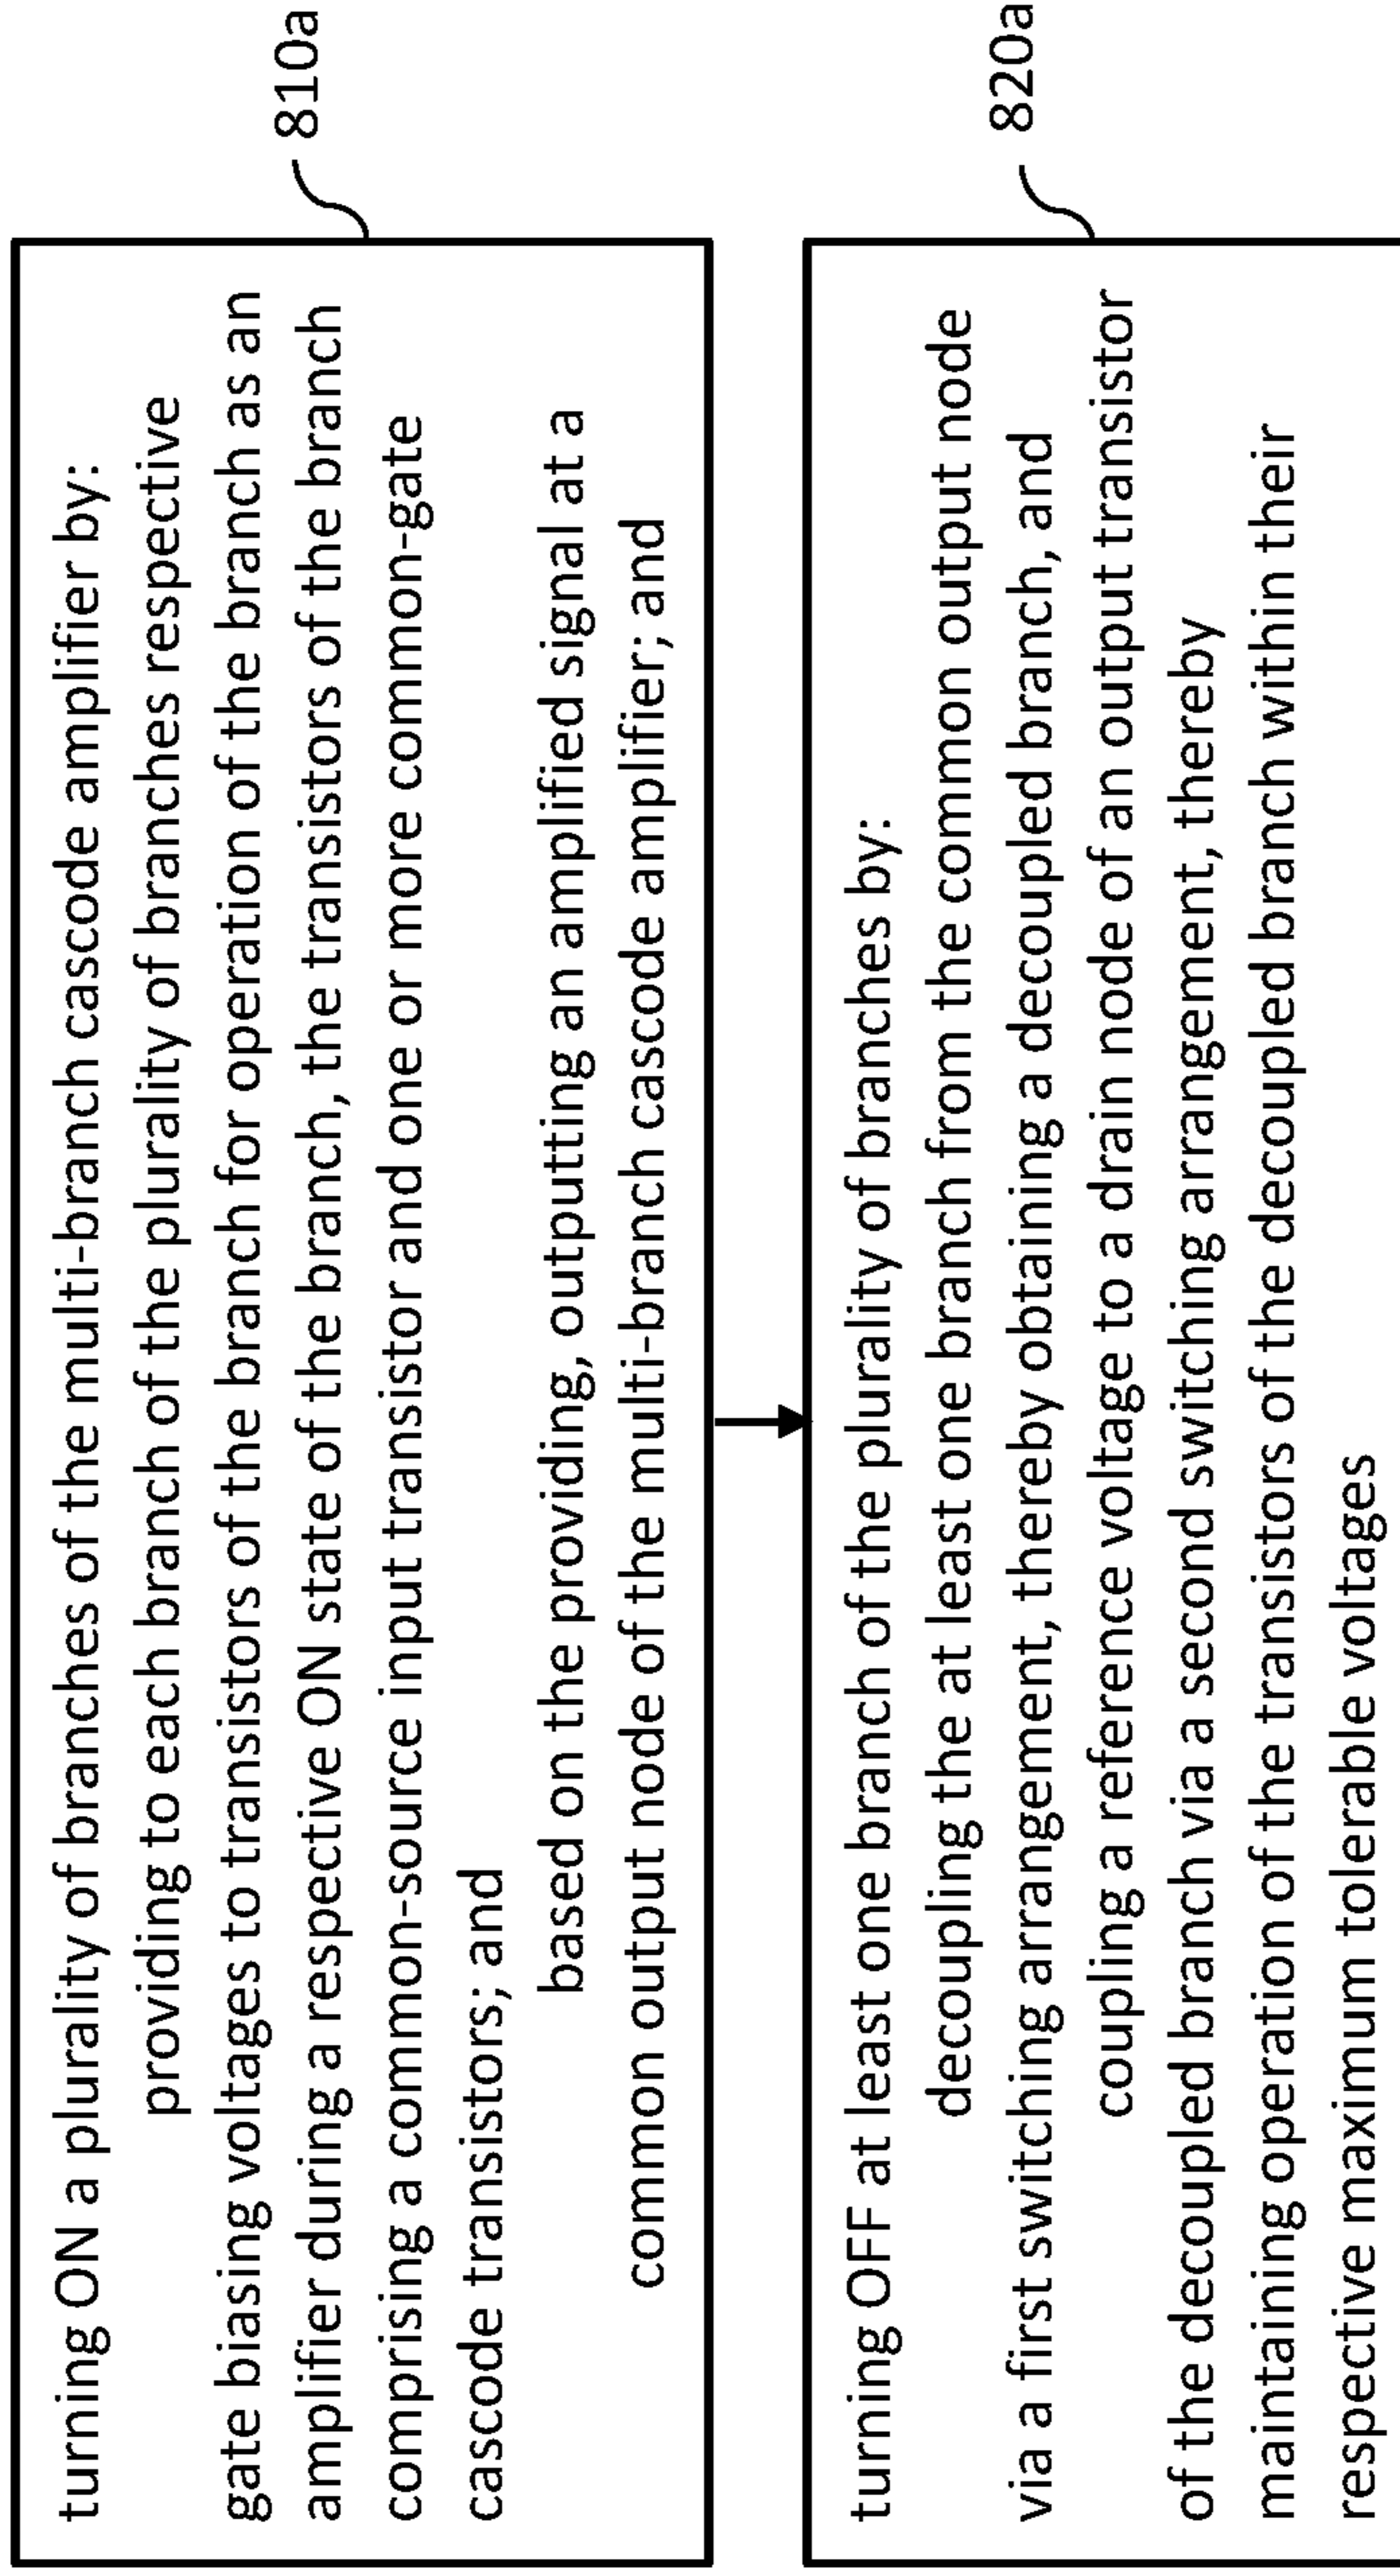 turning ON a plurality of branches of the multi-branch cascode amplifier by:
providing to each branch of the plurality of branches respective
gate biasing voltages to transistors of the branch for operation of the branch as an
amplifier during a respective ON state of the branch, the transistors of the branch
comprising a common-source input transistor and one or more common-gate
cascode transistors; and
based on the providing, outputting an amplified signal at a
common output node of the multi-branch cascode amplifier; and
810a
turning OFF at least one branch of the plurality of branches by:
decoupling the at least one branch from the common output node
via a first switching arrangement, thereby obtaining a decoupled branch, and
coupling a reference voltage to a drain node of an output transistor
of the decoupled branch via a second switching arrangement, thereby
maintaining operation of the transistors of the decoupled branch within their
respective maximum tolerable voltages
820a